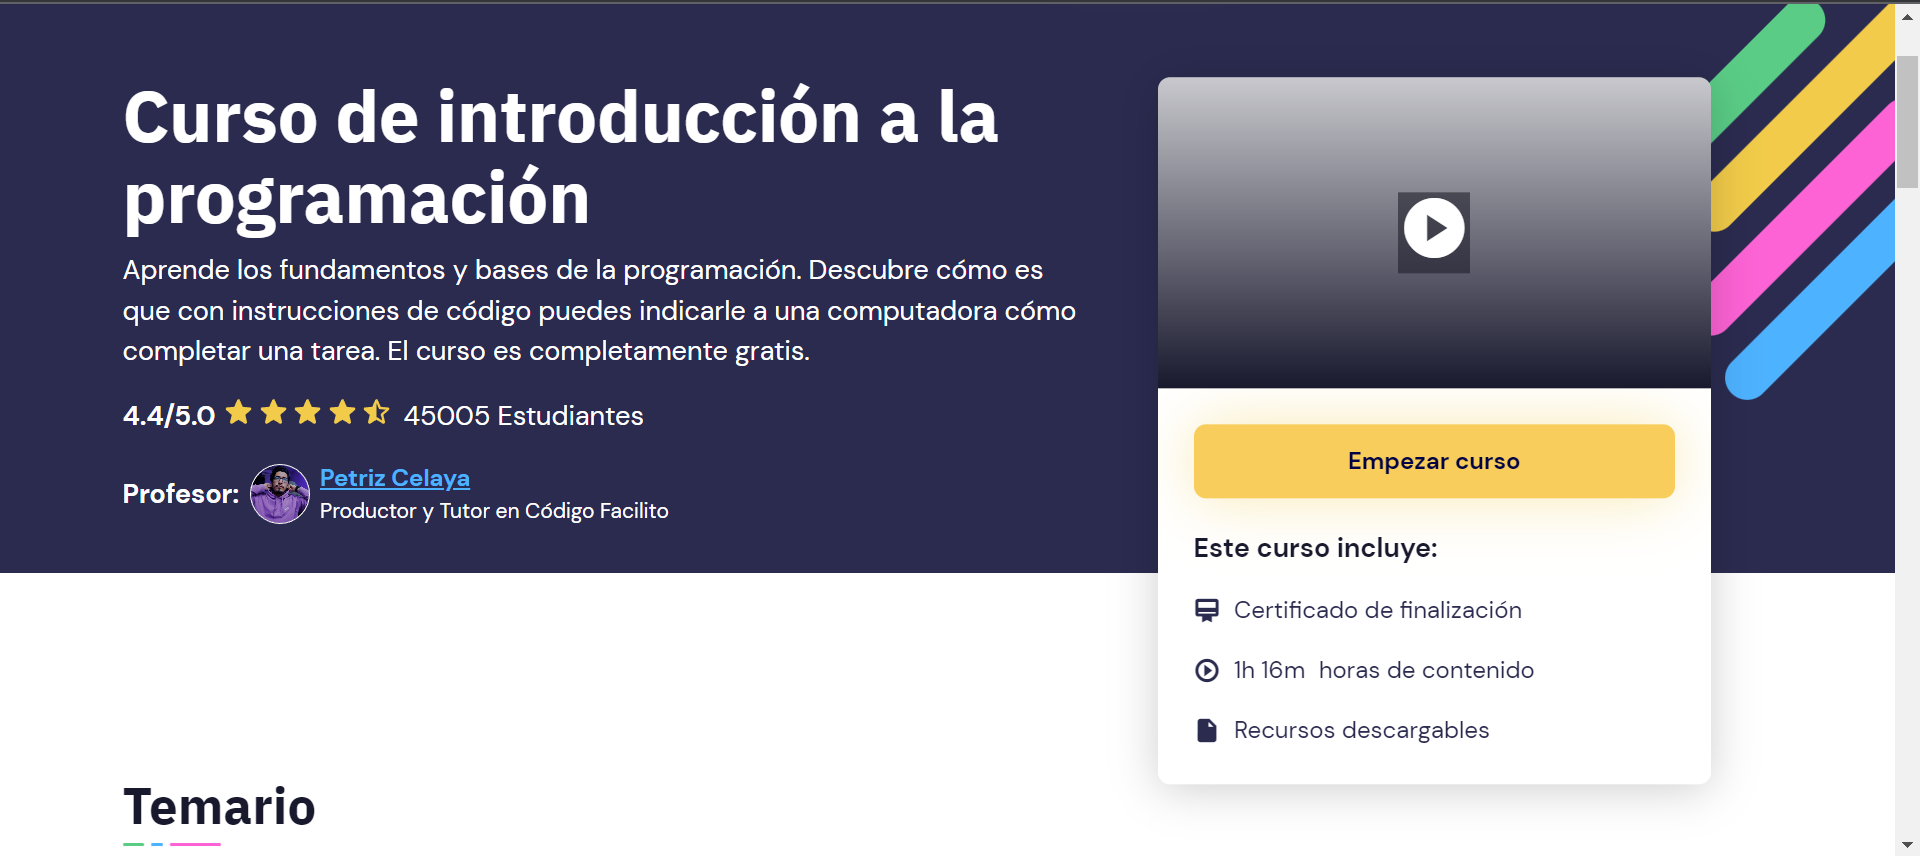 Curso de introducción a la
programación
Aprende los fundamentos y bases de la programación. Descubre cómo es
que con instrucciones de código puedes indicarle a una computadora cómo
completar una tarea. El curso es completamente gratis.
4.4/5.0 45005 Estudiantes
Profesor:
Petriz Celaya
Productor y Tutor en Código Facilito
Empezar curso
Este curso incluye:
Certificado de finalización
1h 16m  horas de contenido
Recursos descargables
Temario